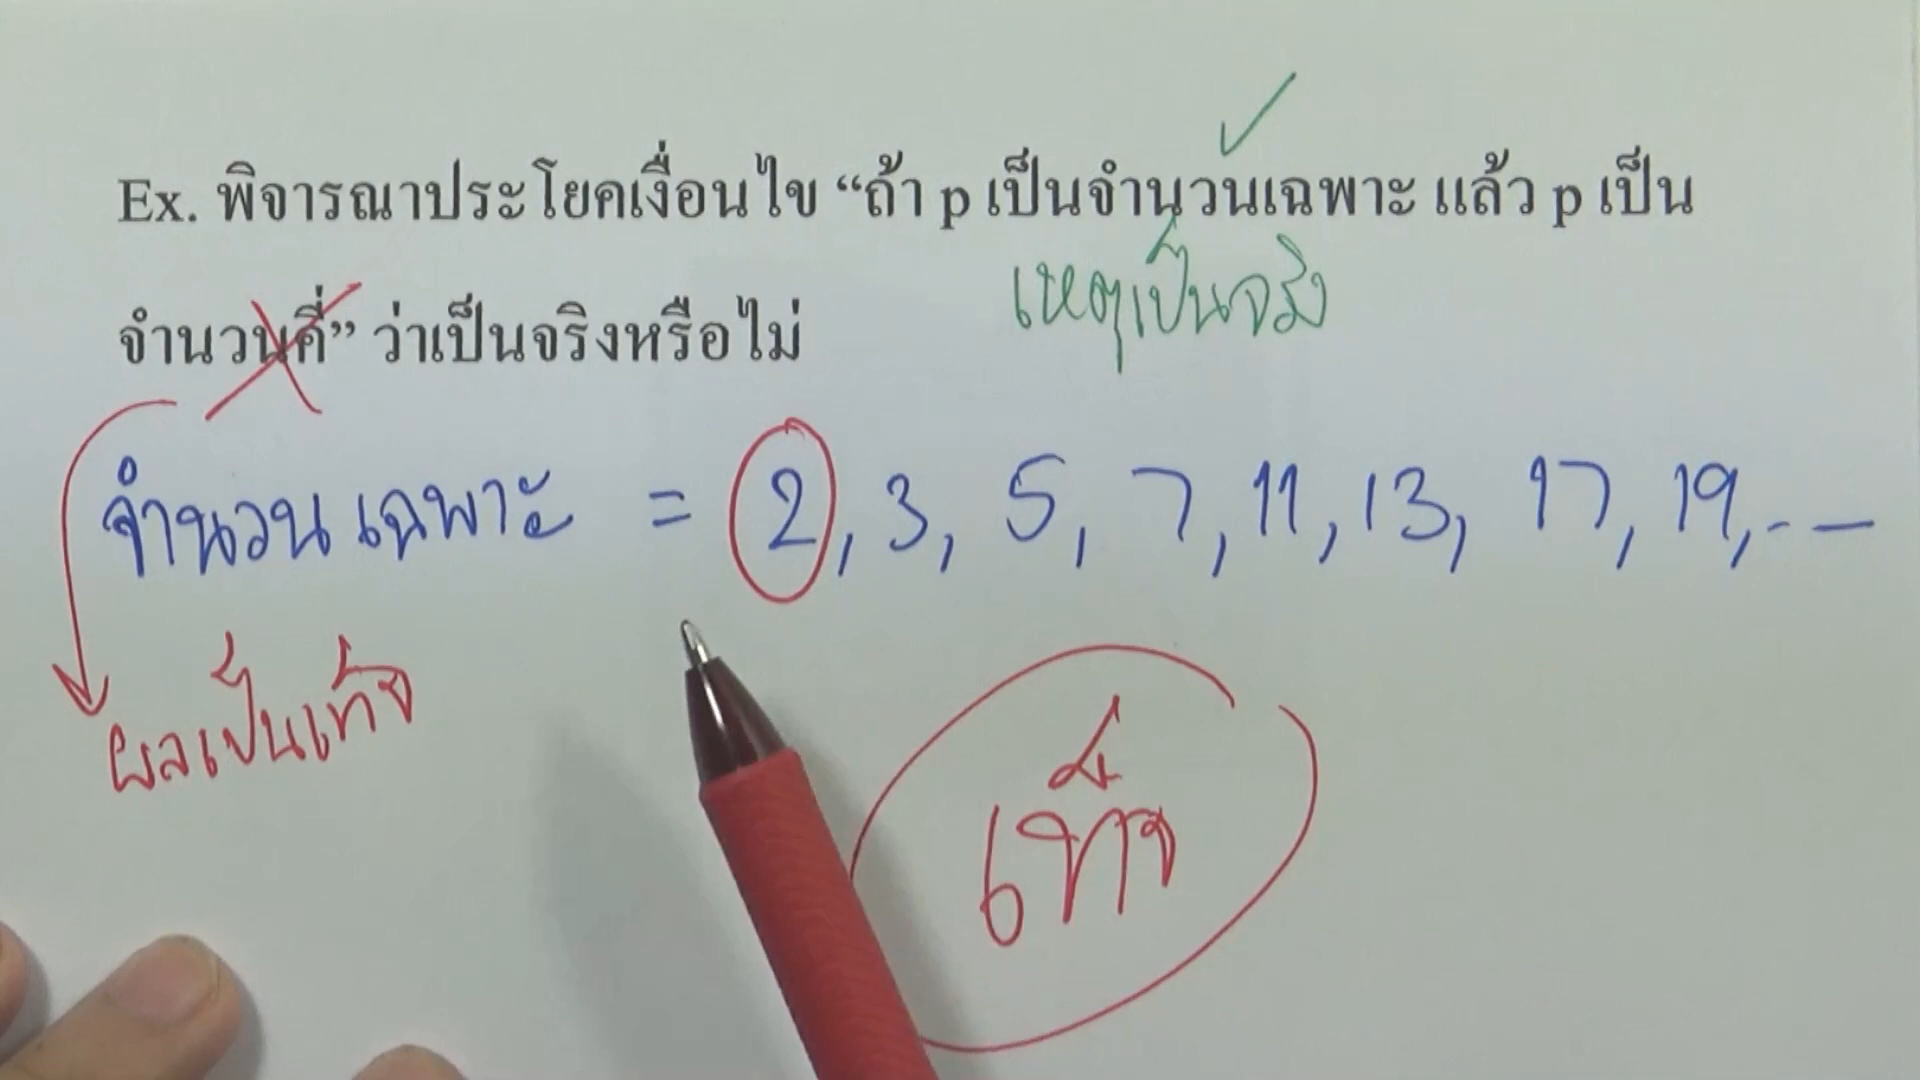 Ex. พิจารณาประโยคเงื่อนไข “ถ้า p เป็นจำนวนเฉพาะ แล้ว p เป็น
จำนวนคี่” ว่าเป็นจริงหรือไม่
เหตุเป็นจริง
จำนวนเฉพาะ = 2, 3, 5, 7, 11, 13, 17, 19, ...
ผลเป็นเท็จ
เท็จ